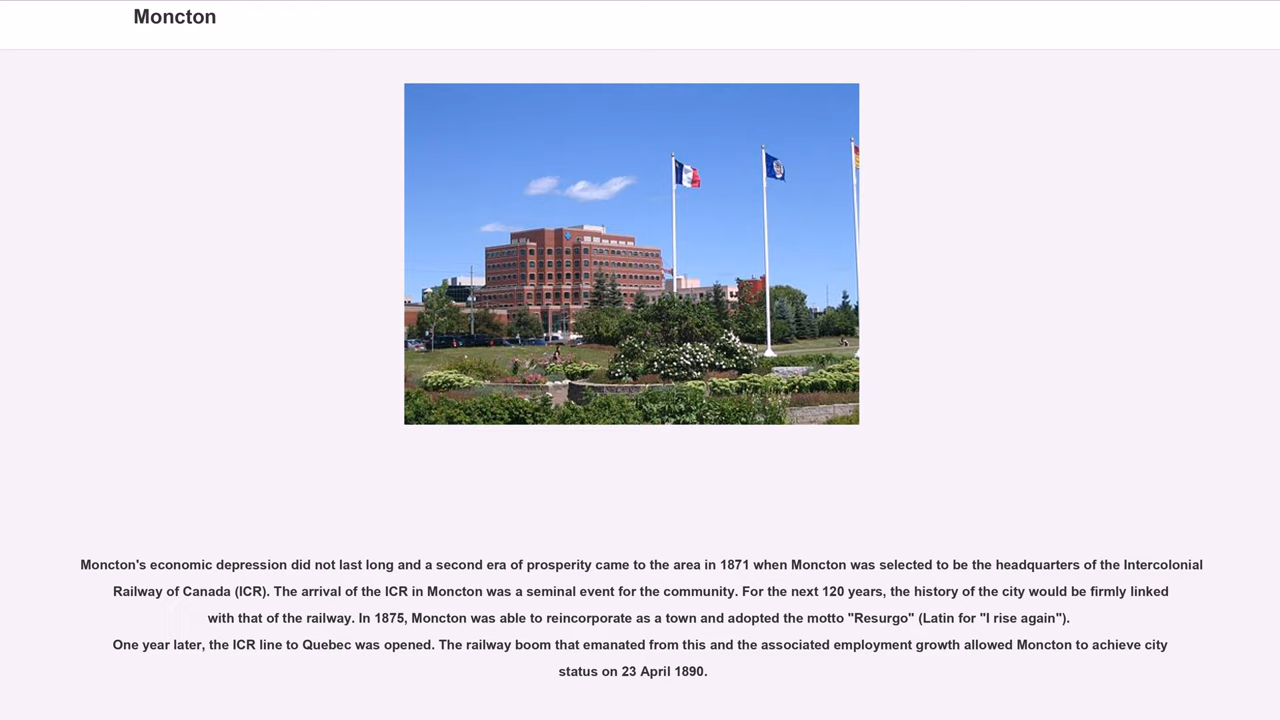 Moncton
Moncton's economic depression did not last long and a second era of prosperity came to the area in 1871 when Moncton was selected to be the headquarters of the Intercolonial
Railway of Canada (ICR). The arrival of the ICR in Moncton was a seminal event for the community. For the next 120 years, the history of the city would be firmly linked
with that of the railway. In 1875, Moncton was able to reincorporate as a town and adopted the motto "Resurgo" (Latin for "I rise again").
One year later, the ICR line to Quebec was opened. The railway boom that emanated from this and the associated employment growth allowed Moncton to achieve city
status on 23 April 1890.